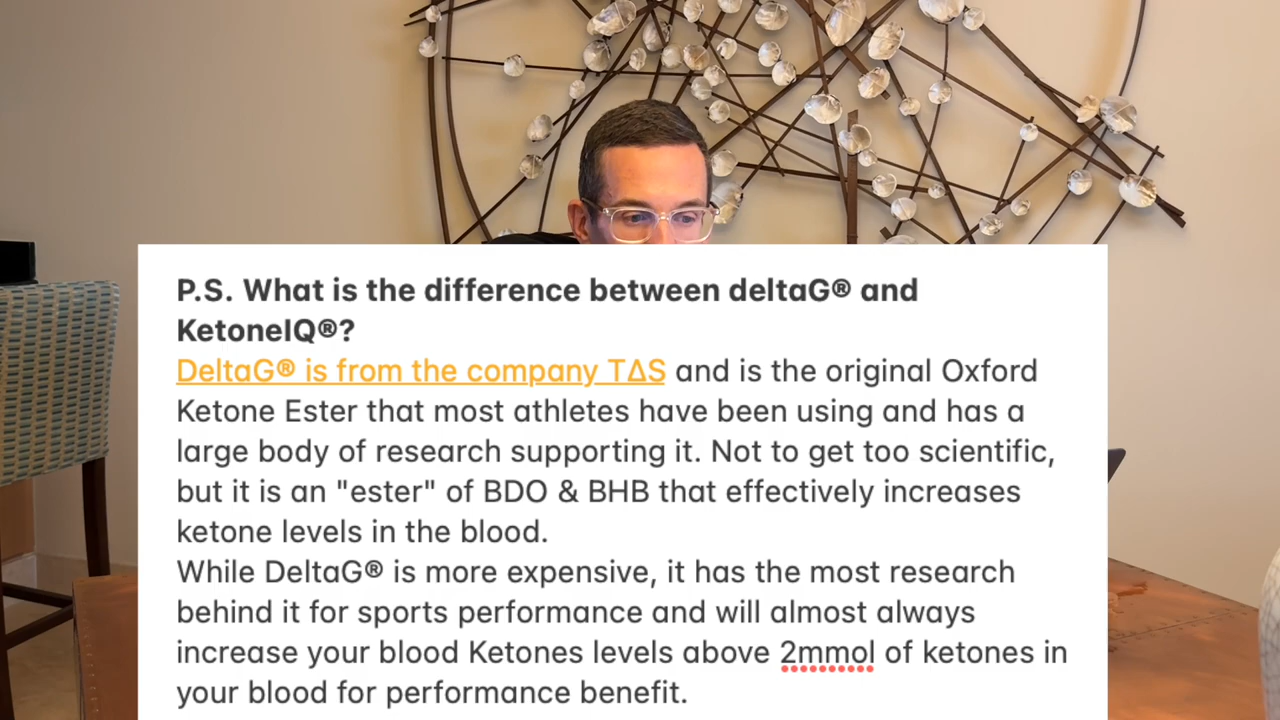 P.S. What is the difference between deltaG® and
KetoneIQ®?
DeltaG® is from the company TΔS and is the original Oxford
Ketone Ester that most athletes have been using and has a
large body of research supporting it. Not to get too scientific,
but it is an "ester" of BDO & BHB that effectively increases
ketone levels in the blood.
While DeltaG® is more expensive, it has the most research
behind it for sports performance and will almost always
increase your blood Ketones levels above 2mmol of ketones in
your blood for performance benefit.